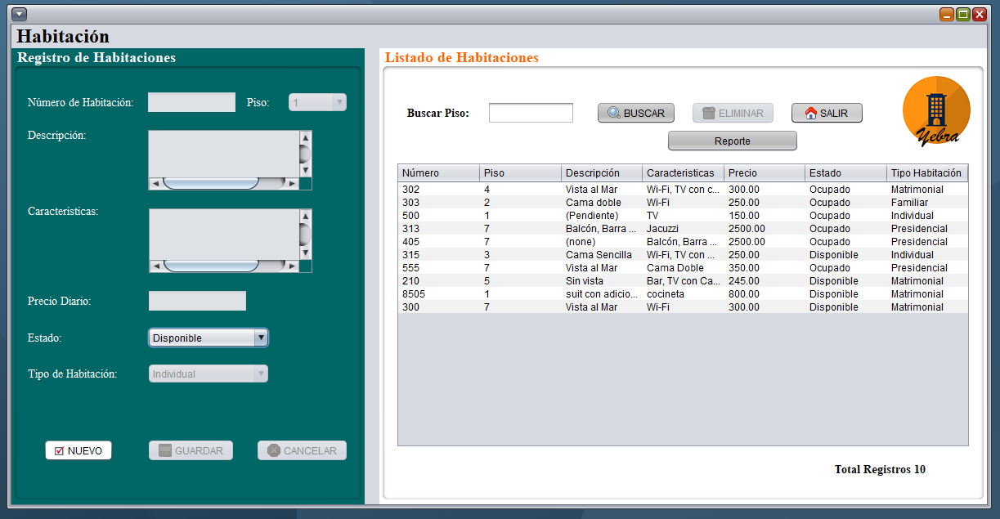 Habitación
Registro de Habitaciones
Número de Habitación: Piso: 1
Descripción:
Caracteristicas:
Precio Diario:
Estado: Disponible
Tipo de Habitación: Individual
NUEVO GUARDAR CANCELAR
Listado de Habitaciones
Buscar Piso: BUSCAR ELIMINAR SALIR
Reporte
Yebra
Número Piso Descripción Caracteristicas Precio Estado Tipo Habitación
302 4 Vista al Mar Wi-Fi, TV con c... 300.00 Ocupado Matrimonial
303 2 Cama doble Wi-Fi 250.00 Ocupado Familiar
500 1 (Pendiente) TV 150.00 Ocupado Individual
313 7 Balcón, Barra ... Jacuzzi 2500.00 Ocupado Presidencial
405 7 (none) Balcón, Barra ... 2500.00 Ocupado Presidencial
315 3 Cama Sencilla Wi-Fi, TV con ... 250.00 Disponible Individual
555 7 Vista al Mar Cama Doble 350.00 Ocupado Presidencial
210 5 Sin vista Bar, TV con Ca... 245.00 Disponible Matrimonial
8505 1 suit con adicio... cocineta 800.00 Disponible Matrimonial
300 7 Vista al Mar Wi-Fi 300.00 Disponible Matrimonial
Total Registros 10